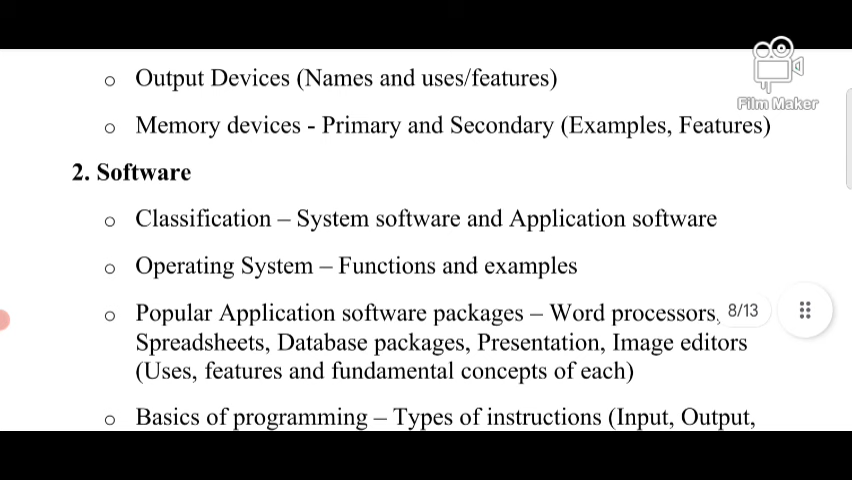 o Output Devices (Names and uses/features)
Film Maker
o Memory devices - Primary and Secondary (Examples, Features)
2. Software
o Classification – System software and Application software
o Operating System – Functions and examples
o Popular Application software packages – Word processors,
8/13
Spreadsheets, Database packages, Presentation, Image editors
(Uses, features and fundamental concepts of each)
o Basics of programming – Types of instructions (Input, Output,